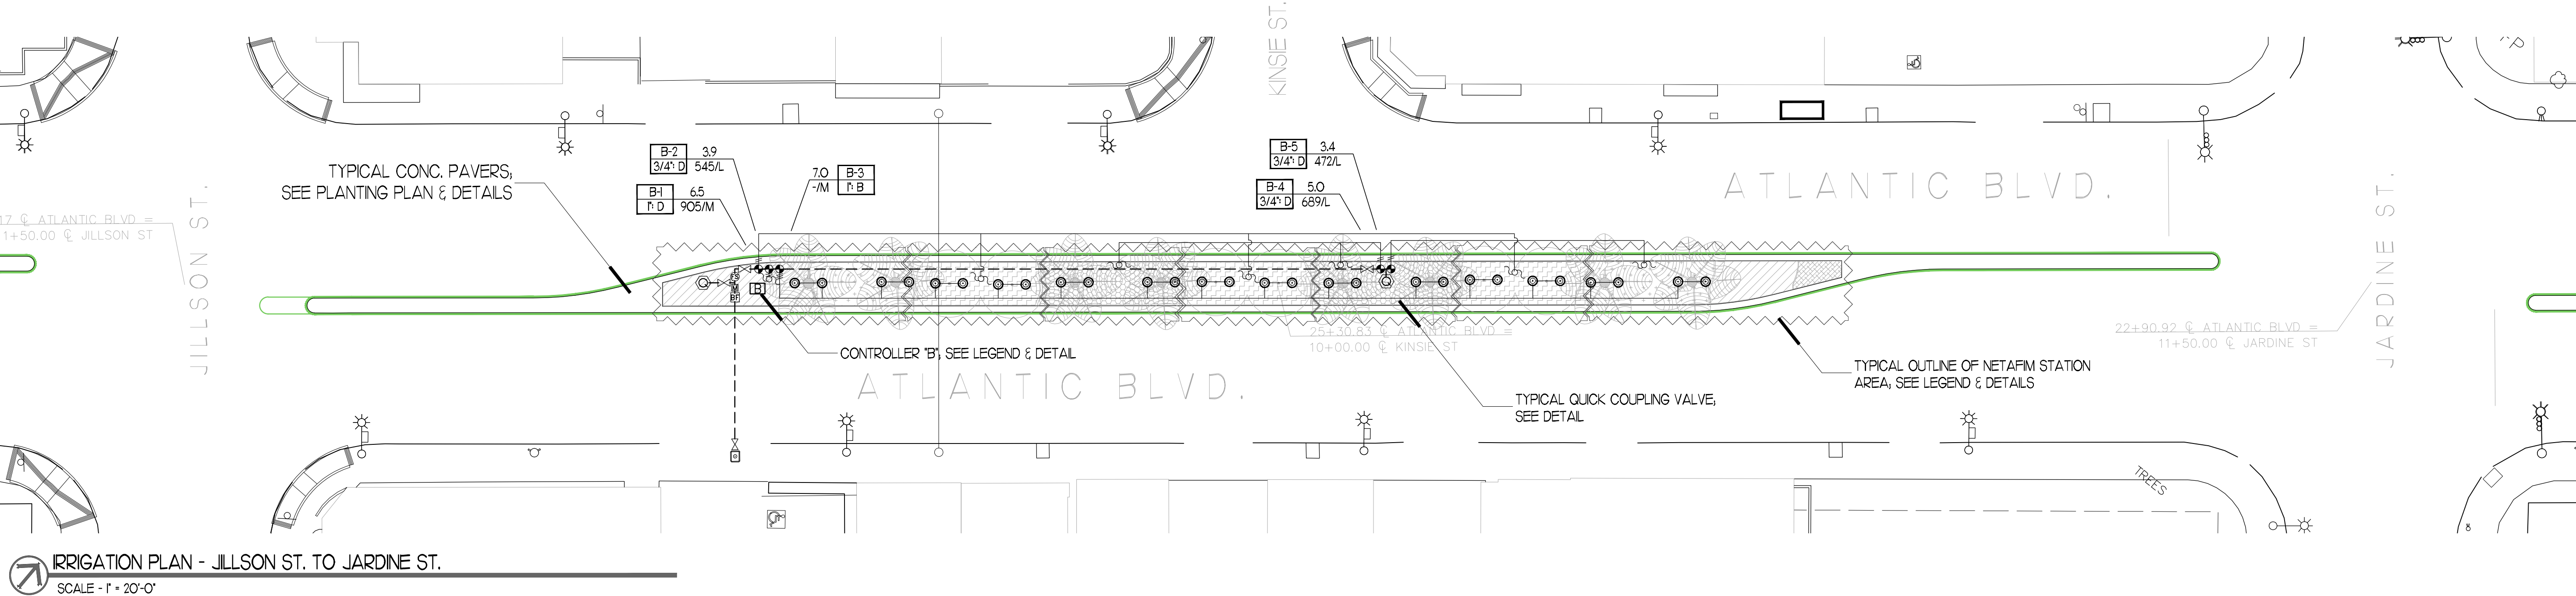 KINSIE ST.
B-2 3.9
3/4": D 545/L
B-1 6.5
1": D 905/M
7.0 B-3
-/M 1": B
B-5 3.4
3/4": D 472/L
B-4 5.0
3/4": D 689/L
TYPICAL CONC. PAVERS;
SEE PLANTING PLAN & DETAILS
ATLANTIC BLVD.
JILLSON ST.
17 ℄ ATLANTIC BLVD =
1+50.00 ℄ JILLSON ST
JARDINE ST.
BF
B
25+30.83 ℄ ATLANTIC BLVD =
10+00.00 ℄ KINSIE ST
22+90.92 ℄ ATLANTIC BLVD =
11+50.00 ℄ JARDINE ST
CONTROLLER "B"; SEE LEGEND & DETAIL
ATLANTIC BLVD.
TYPICAL OUTLINE OF NETAFIM STATION
AREA; SEE LEGEND & DETAILS
TYPICAL QUICK COUPLING VALVE;
SEE DETAIL
TREES
IRRIGATION PLAN - JILLSON ST. TO JARDINE ST.
SCALE - 1" = 20'-0"